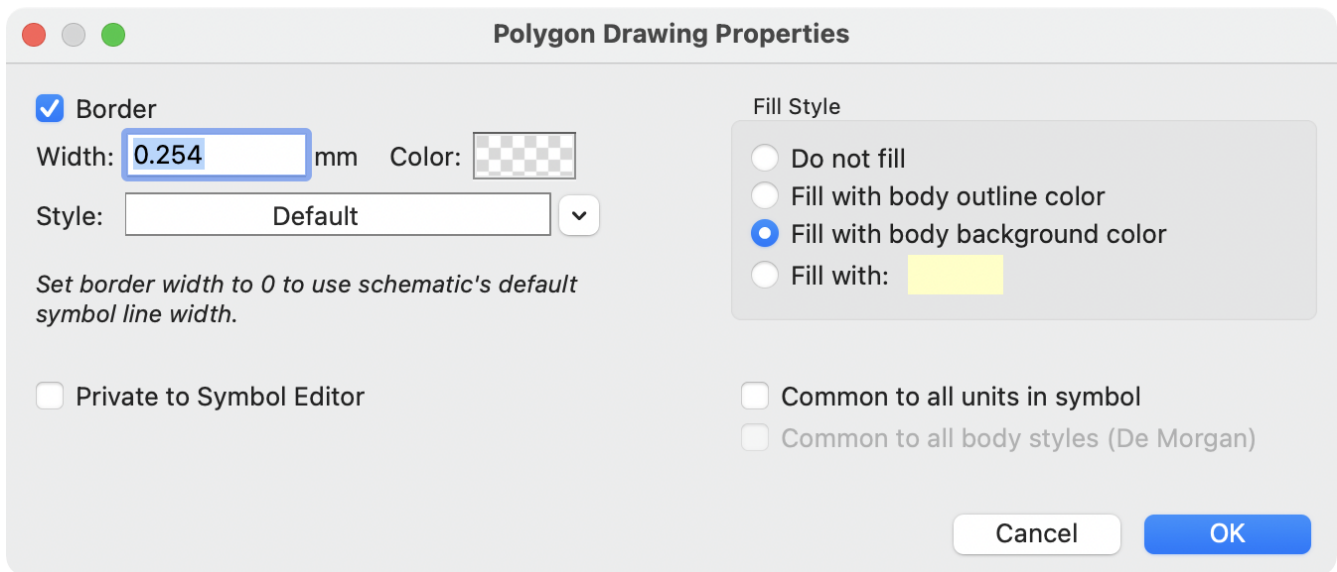 Polygon Drawing Properties
Border
Width: 0.254 mm Color:
Style: Default
Set border width to 0 to use schematic's default
symbol line width.
Private to Symbol Editor
Fill Style
Do not fill
Fill with body outline color
Fill with body background color
Fill with:
Common to all units in symbol
Common to all body styles (De Morgan)
Cancel OK